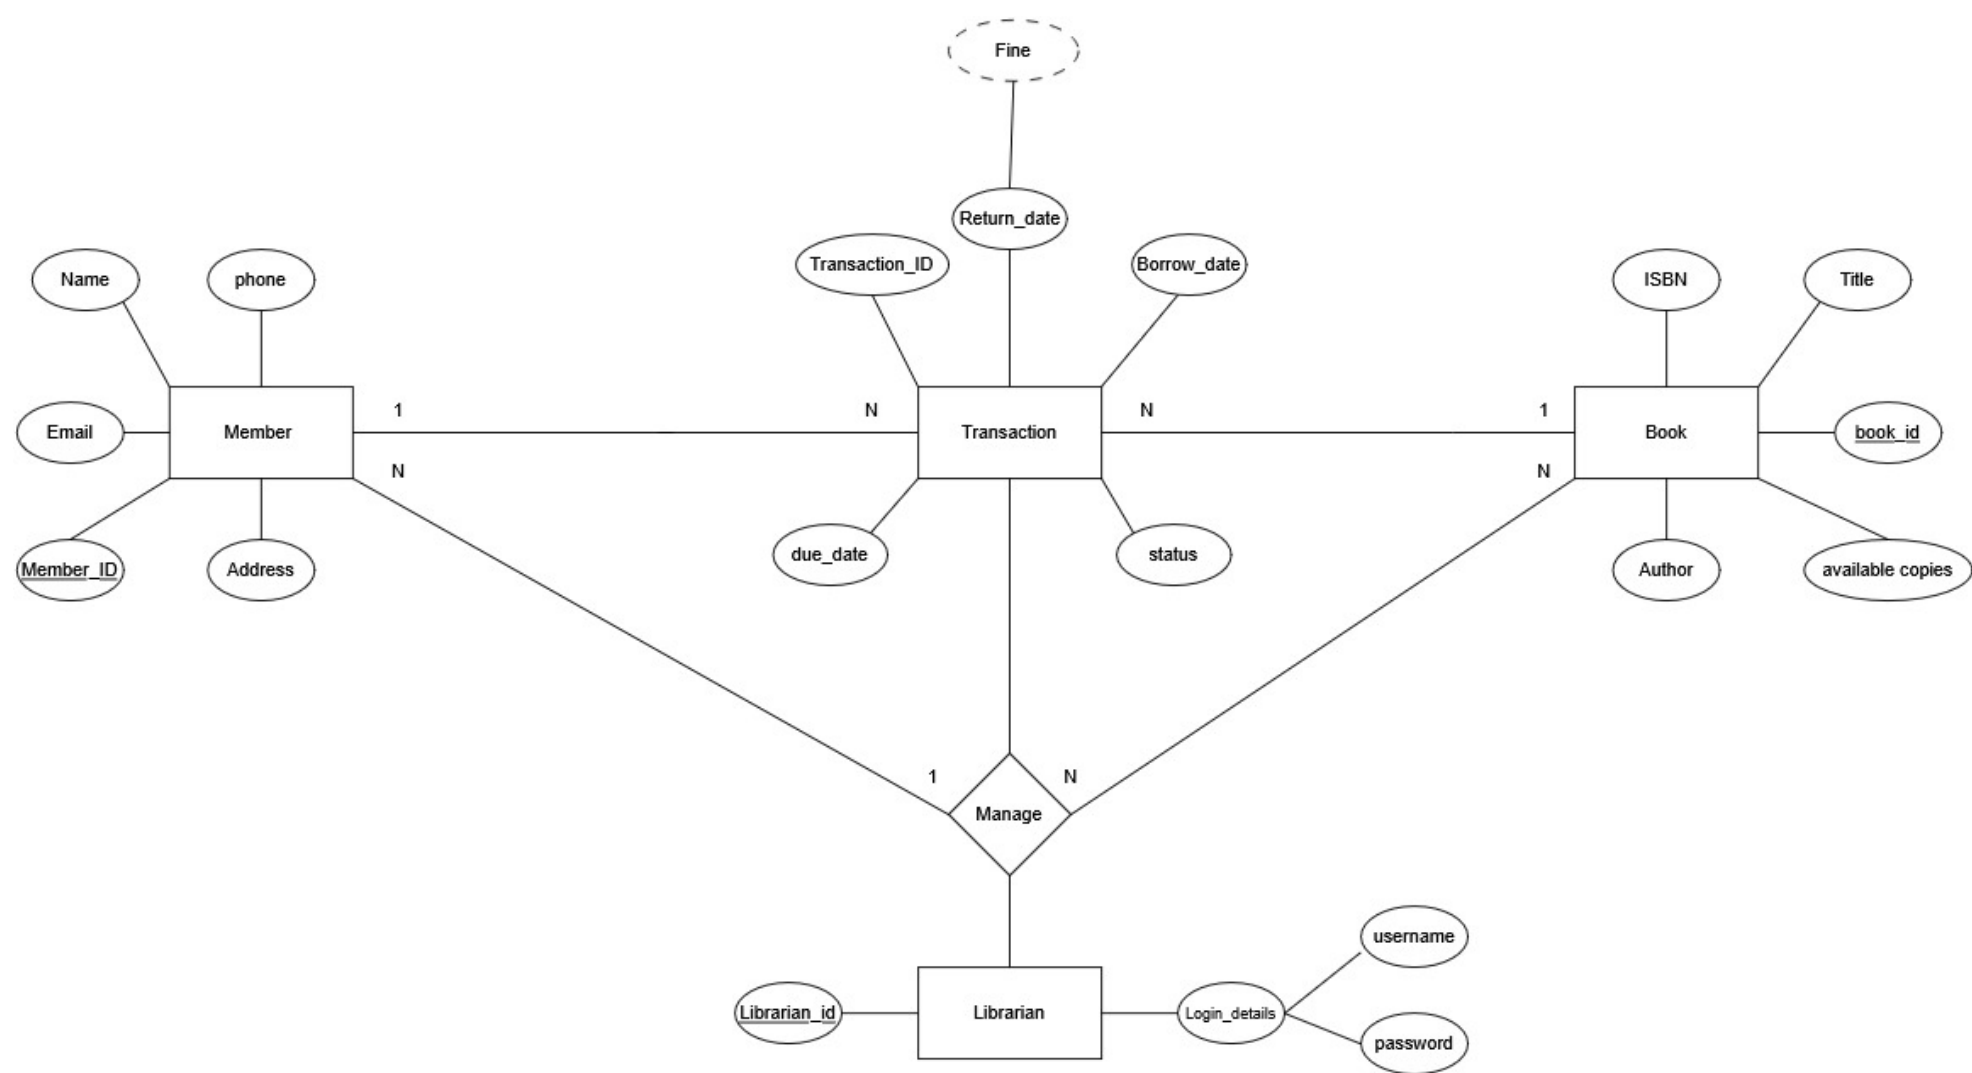 Fine
Return_date
Transaction_ID
Borrow_date
Name
phone
ISBN
Title
1
N
N
1
Email
Member
Transaction
Book
book_id
N
N
due_date
status
Member_ID
Address
Author
available copies
1
N
Manage
username
Librarian_id
Librarian
Login_details
password